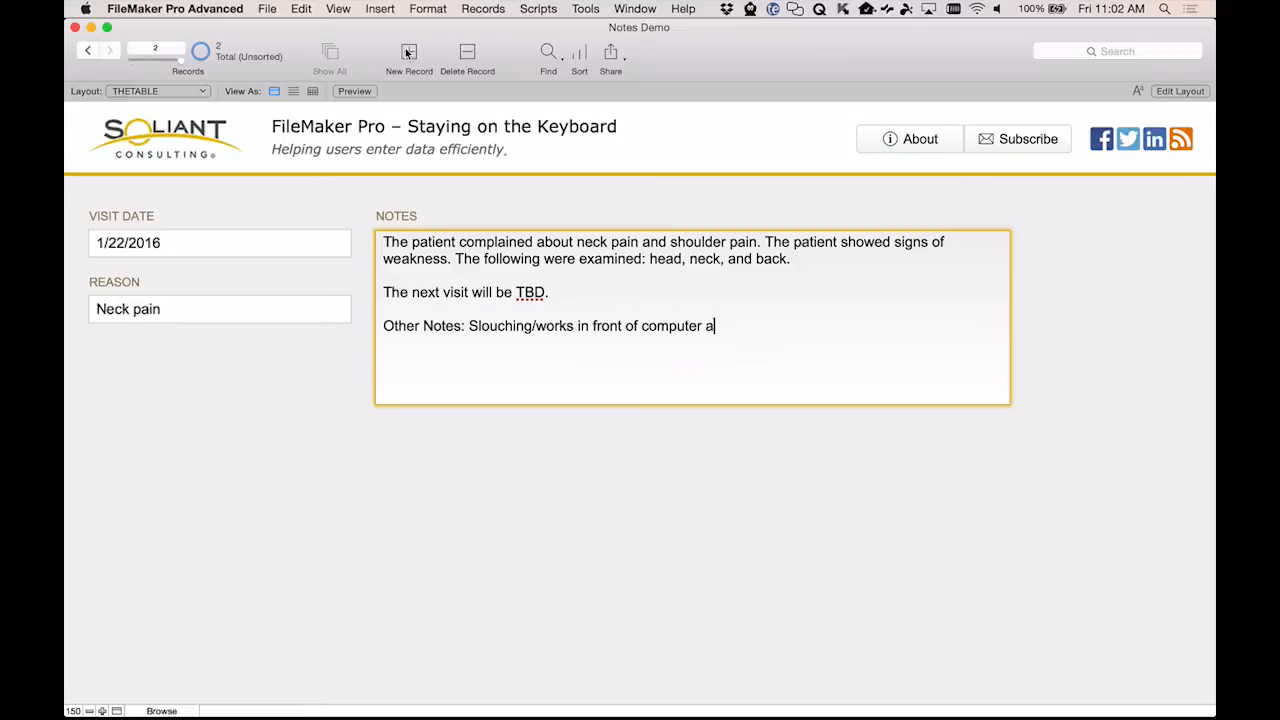 FileMaker Pro Advanced File Edit View Insert Format Records Scripts Tools Window Help 100% Fri 11:02 AM
Notes Demo
2
2
Total (Unsorted)
Search
Records Show All New Record Delete Record Find Sort Share
Layout: THETABLE View As: Preview Aa Edit Layout
SOLIANT
CONSULTING®
FileMaker Pro – Staying on the Keyboard
Helping users enter data efficiently.
About Subscribe
VISIT DATE
1/22/2016
REASON
Neck pain
NOTES
The patient complained about neck pain and shoulder pain. The patient showed signs of
weakness. The following were examined: head, neck, and back.
The next visit will be TBD.
Other Notes: Slouching/works in front of computer a
150 Browse